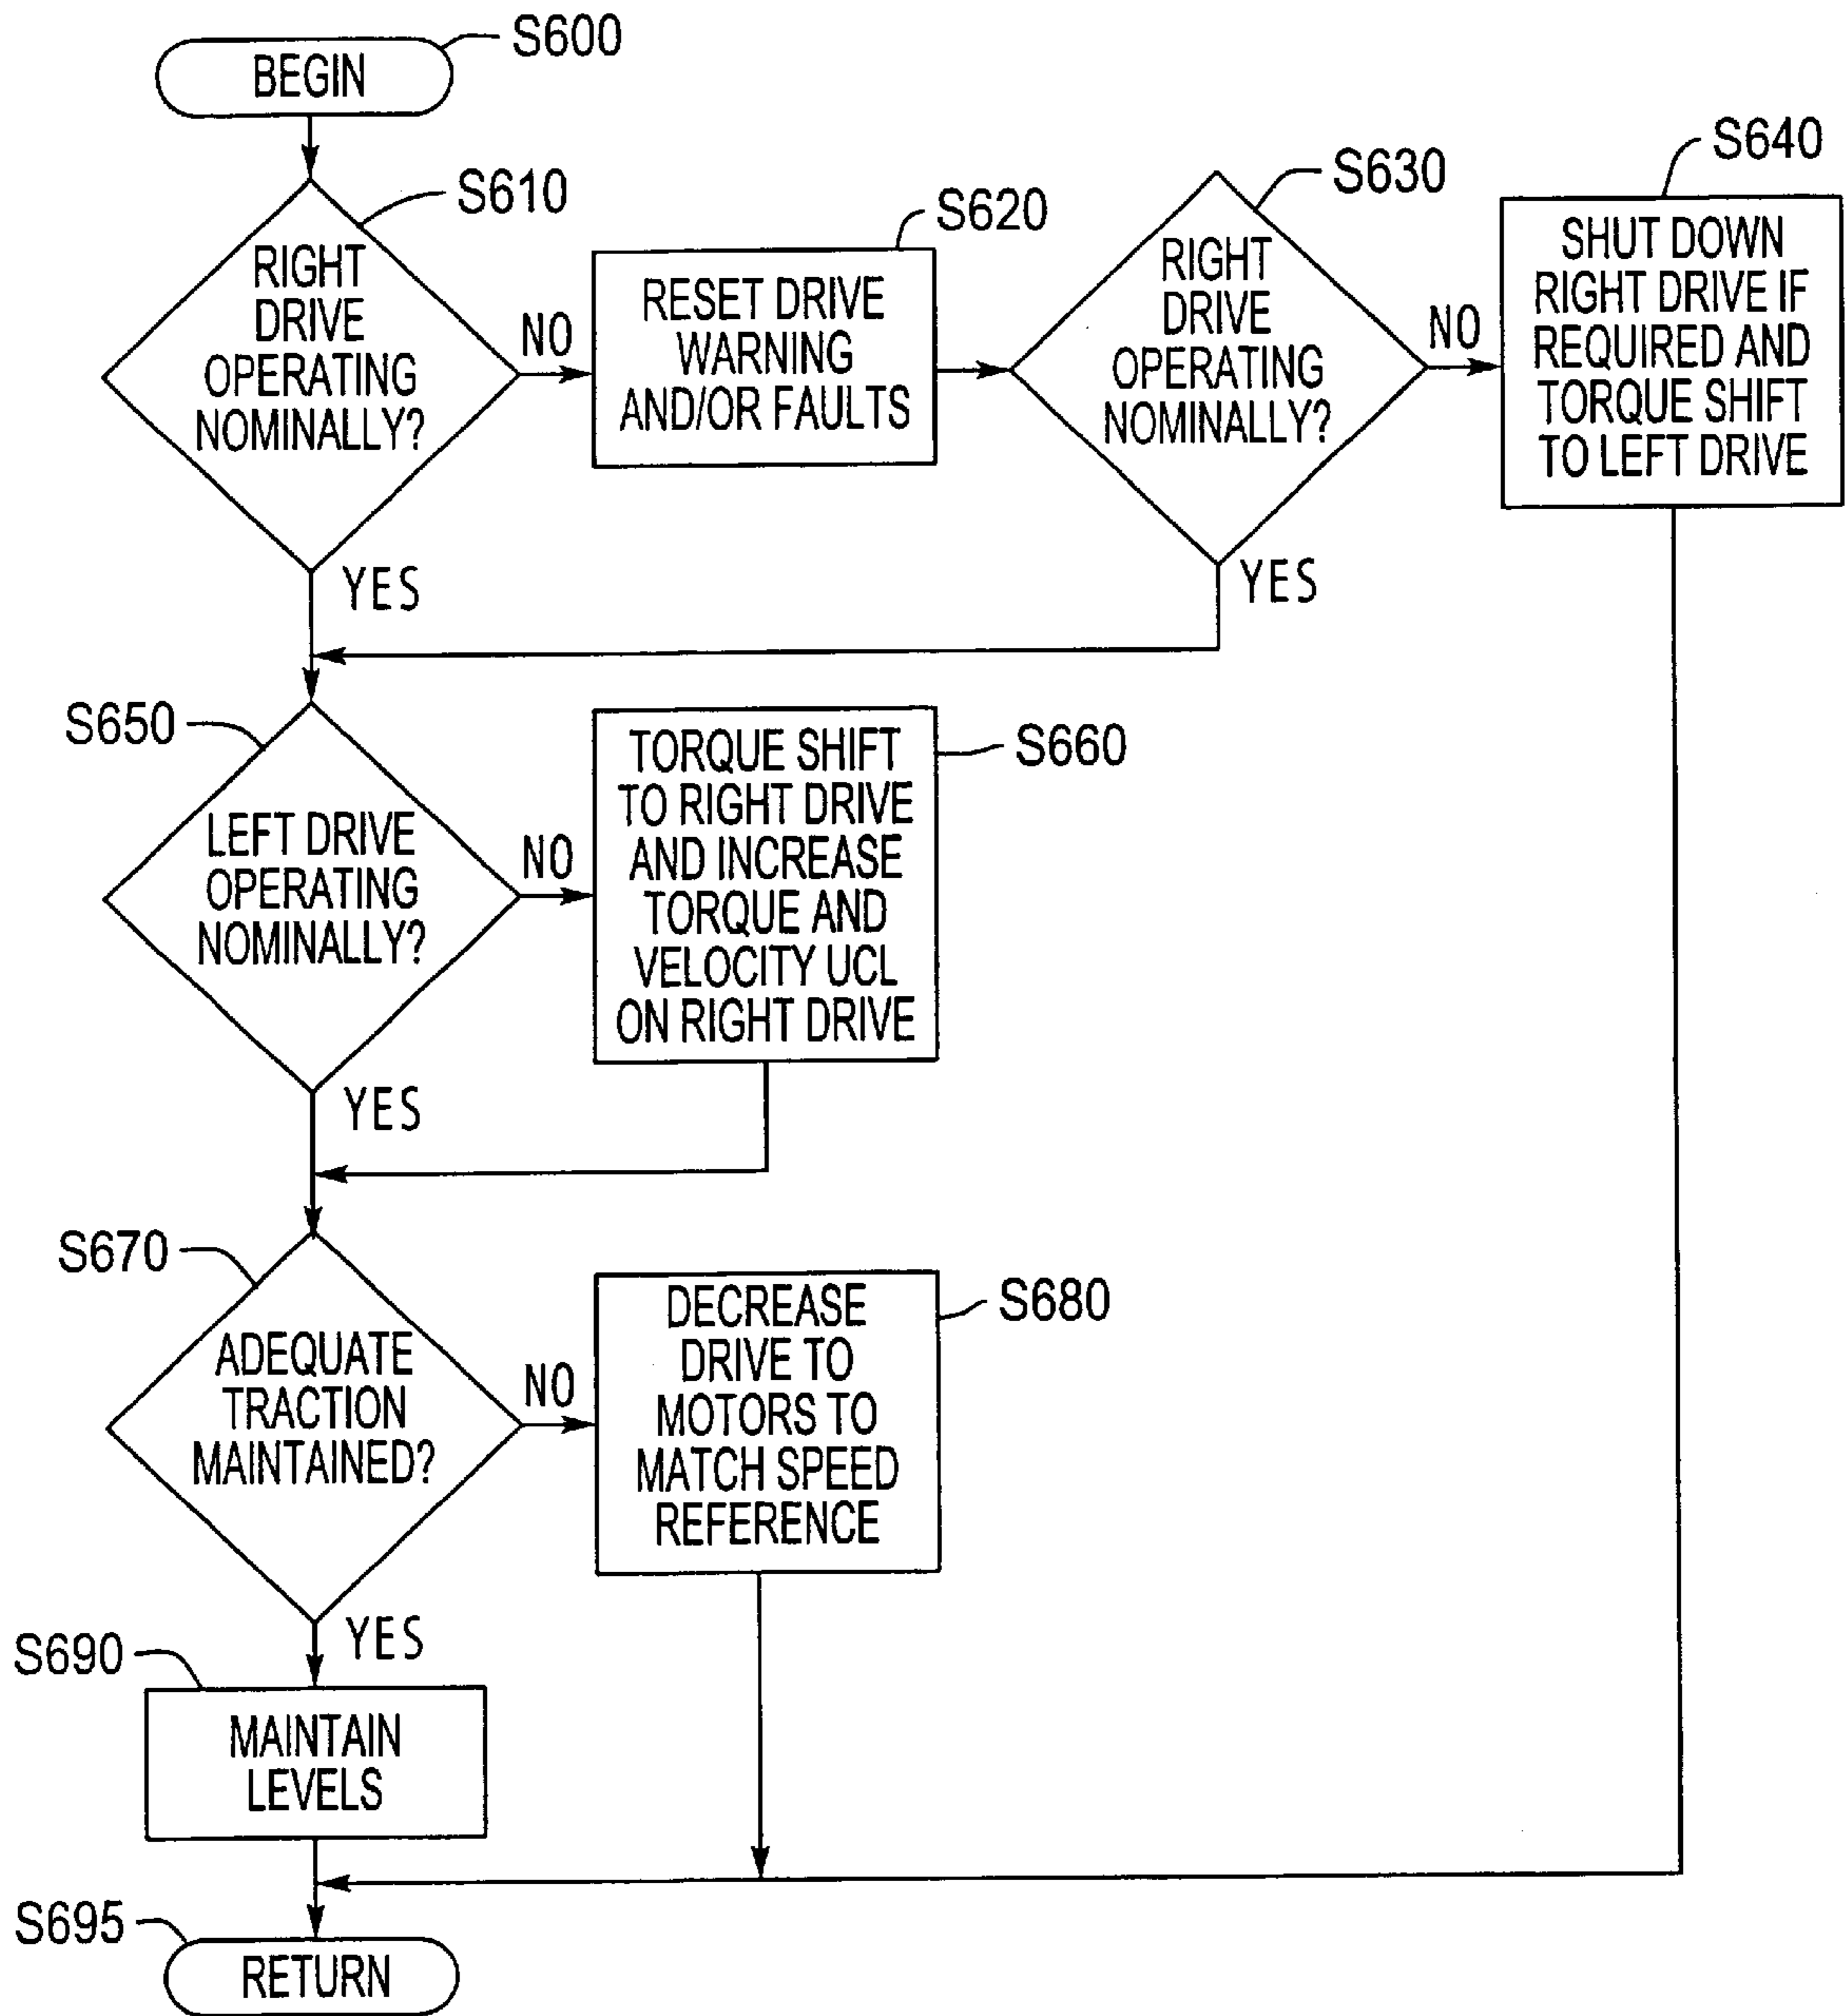 S600
BEGIN
S610
RIGHT
DRIVE
OPERATING
NOMINALLY?
NO
YES
S620
RESET DRIVE
WARNING
AND/OR FAULTS
S630
RIGHT
DRIVE
OPERATING
NOMINALLY?
NO
YES
S640
SHUT DOWN
RIGHT DRIVE IF
REQUIRED AND
TORQUE SHIFT
TO LEFT DRIVE
S650
LEFT DRIVE
OPERATING
NOMINALLY?
NO
YES
S660
TORQUE SHIFT
TO RIGHT DRIVE
AND INCREASE
TORQUE AND
VELOCITY UCL
ON RIGHT DRIVE
S670
ADEQUATE
TRACTION
MAINTAINED?
NO
YES
S680
DECREASE
DRIVE TO
MOTORS TO
MATCH SPEED
REFERENCE
S690
MAINTAIN
LEVELS
S695
RETURN